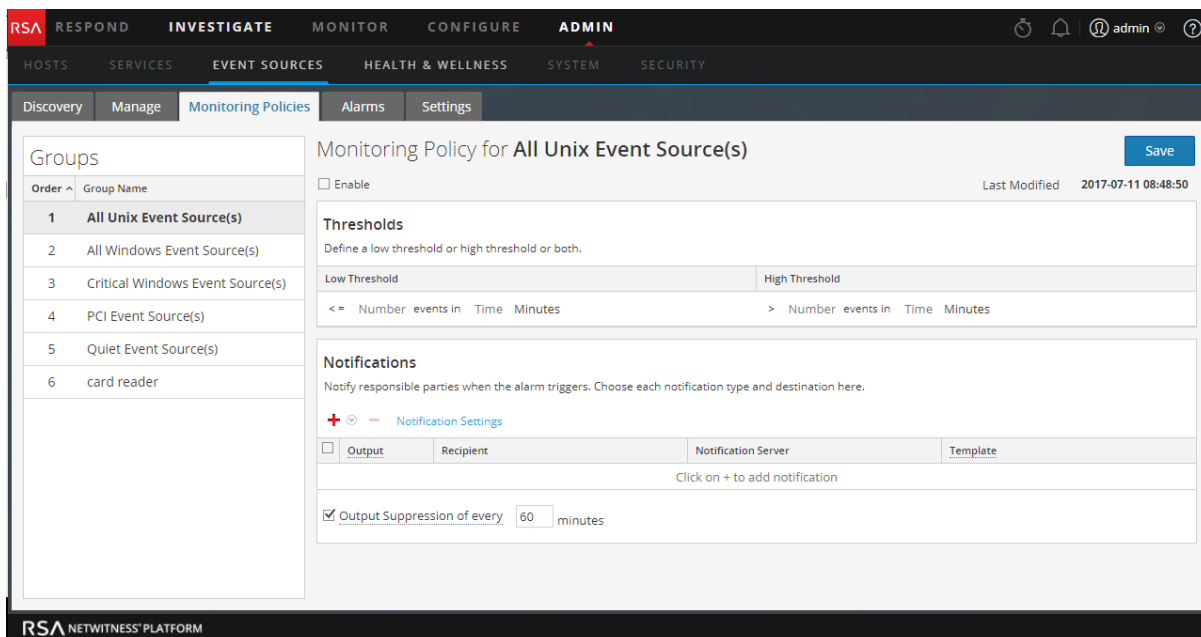 RSA RESPOND INVESTIGATE MONITOR CONFIGURE ADMIN admin ?
HOSTS SERVICES EVENT SOURCES HEALTH & WELLNESS SYSTEM SECURITY
Discovery Manage Monitoring Policies Alarms Settings
Groups
Order Group Name
1 All Unix Event Source(s)
2 All Windows Event Source(s)
3 Critical Windows Event Source(s)
4 PCI Event Source(s)
5 Quiet Event Source(s)
6 card reader
Monitoring Policy for All Unix Event Source(s) Save
Enable Last Modified 2017-07-11 08:48:50
Thresholds
Define a low threshold or high threshold or both.
Low Threshold High Threshold
<= Number events in Time Minutes > Number events in Time Minutes
Notifications
Notify responsible parties when the alarm triggers. Choose each notification type and destination here.
Notification Settings
Output Recipient Notification Server Template
Click on + to add notification
Output Suppression of every 60 minutes
RSA NETWITNESS® PLATFORM